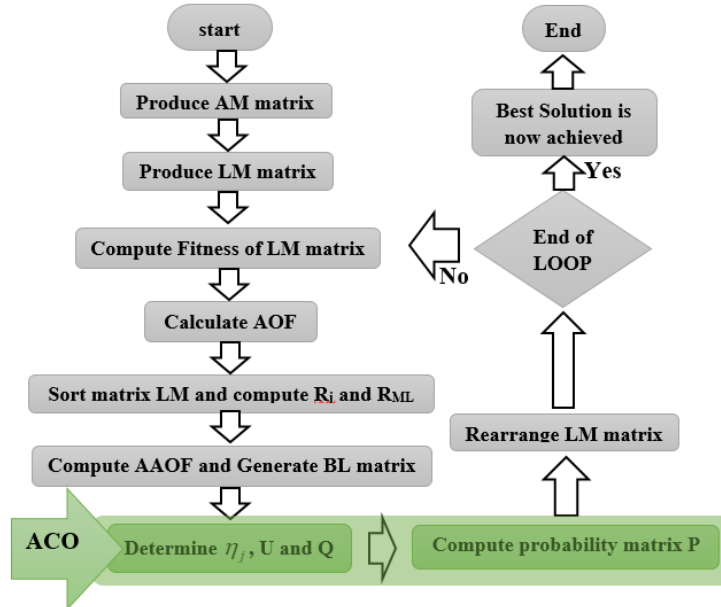 start
Produce AM matrix
Produce LM matrix
Compute Fitness of LM matrix
Calculate AOF
Sort matrix LM and compute Ri and RML
Compute AAOF and Generate BL matrix
ACO
Determine ηj, U and Q
Compute probability matrix P
Rearrange LM matrix
End of
LOOP
No
Yes
Best Solution is
now achieved
End